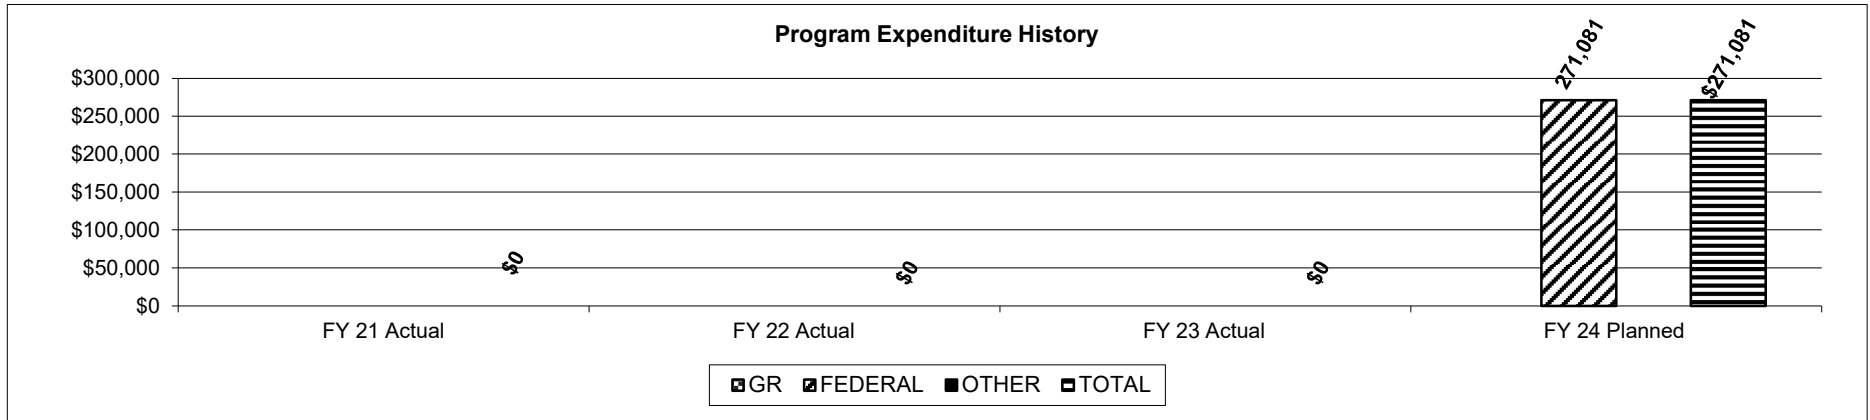 Program Expenditure History
271,081
$271,081
$300,000
$250,000
$200,000
$150,000
$100,000
$50,000
$0
$0
$0
$0
FY 21 Actual
FY 22 Actual
FY 23 Actual
FY 24 Planned
GR FEDERAL OTHER TOTAL